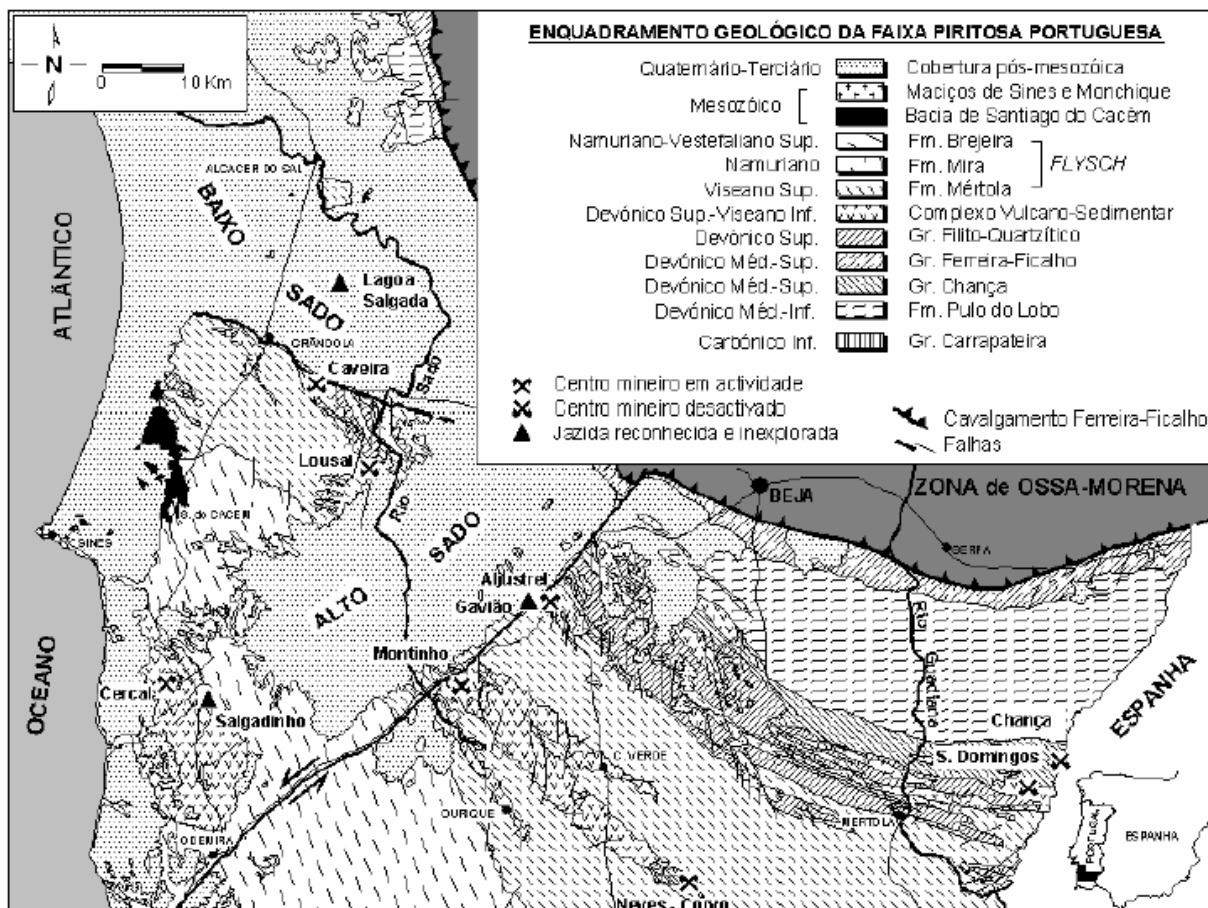 N
0 10 Km
ENQUADRAMENTO GEOLÓGICO DA FAIXA PIRITOSA PORTUGUESA
Quaternário-Terciário Cobertura pós-mesozóica
Mesozóico Maciços de Sines e Monchique
Bacia de Santiago do Cacém
Namuriano-Vestefaliano Sup. Fm. Brejeira
Namuriano Fm. Mira
Viseano Sup. Fm. Mértola
FLYSCH
Devónico Sup.-Viseano Inf. Complexo Vulcano-Sedimentar
Devónico Sup. Gr. Filito-Quartzítico
Devónico Méd.-Sup. Gr. Ferreira-Ficalho
Devónico Méd.-Sup. Gr. Chança
Devónico Méd.-Inf. Fm. Pulo do Lobo
Carbónico Inf. Gr. Carrapateira
Centro mineiro em actividade
Centro mineiro desactivado
Jazida reconhecida e inexplorada
Cavalgamento Ferreira-Ficalho
Falhas
ALCACER DO SAL
BAIXO
SADO
ATLÂNTICO
Lagoa
Salgada
GRÂNDOLA
Caveira
Sado
Lousal
Rio
SADO
ALTO
S. do CACEM
SINES
BEJA
ZONA de OSSA-MORENA
SERPA
Aljustrel
Gavião
Montinho
Cercal
Salgadinho
OCEANO
Rio
Guadiana
Chança
ESPANHA
S. Domingos
C. VERDE
OURIQUE
MERTOLA
ODEMIRA
Neves - Corvo
PORTUGAL
ESPANHA